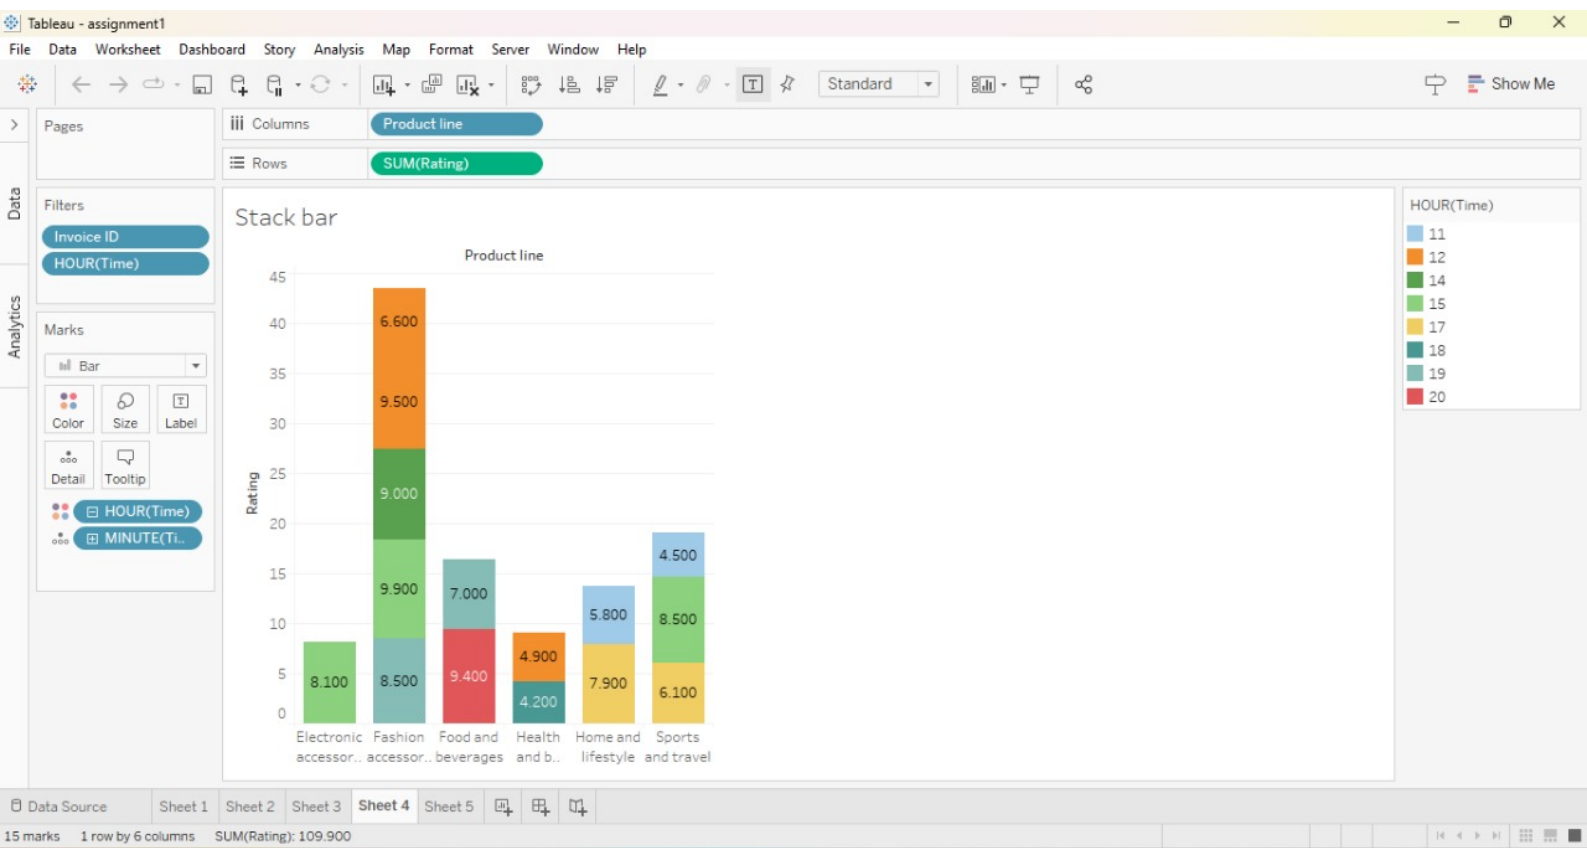 Tableau - assignment1
File Data Worksheet Dashboard Story Analysis Map Format Server Window Help
Standard
Show Me
Pages
Columns
Product line
Rows
SUM(Rating)
Data
Analytics
Filters
Invoice ID
HOUR(Time)
Marks
Bar
Color Size Label
Detail Tooltip
HOUR(Time)
MINUTE(Ti..
Stack bar
Product line
Rating
45
40
35
30
25
20
15
10
5
0
8.100
6.600
9.500
9.000
9.900
8.500
7.000
9.400
4.900
4.200
5.800
7.900
4.500
8.500
6.100
Electronic Fashion Food and Health Home and Sports
accessor.. accessor.. beverages and b.. lifestyle and travel
HOUR(Time)
11
12
14
15
17
18
19
20
Data Source Sheet 1 Sheet 2 Sheet 3 Sheet 4 Sheet 5
15 marks 1 row by 6 columns SUM(Rating): 109.900